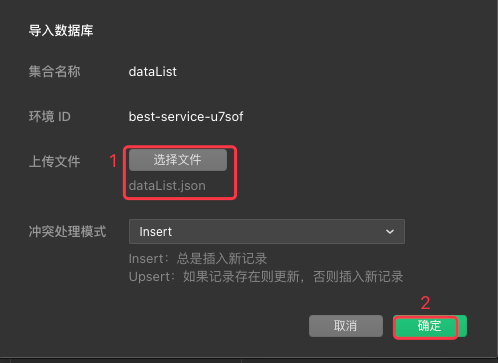 导入数据库
集合名称 dataList
环境 ID best-service-u7sof
上传文件 1 选择文件
dataList.json
冲突处理模式 Insert
Insert：总是插入新记录
Upsert：如果记录存在则更新，否则插入新记录
2
取消 确定